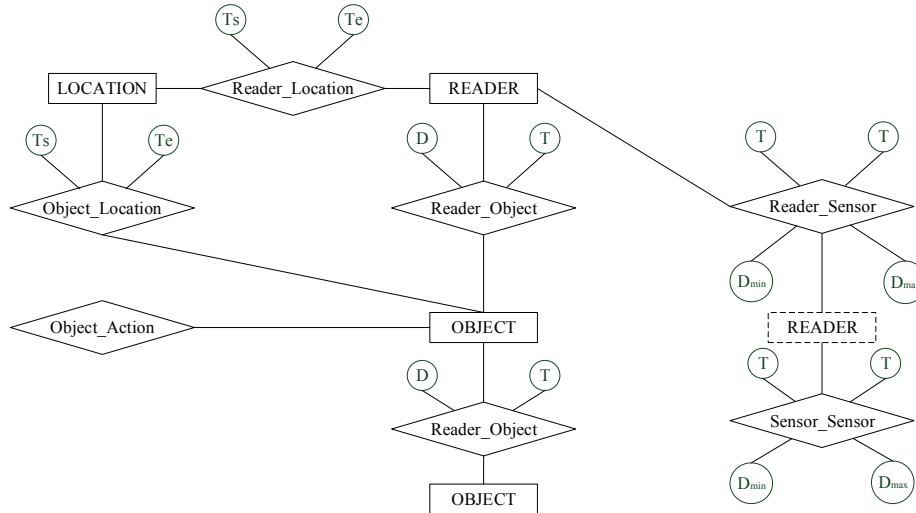 Ts Te
LOCATION Reader_Location READER
Ts Te D T T T
Object_Location Reader_Object Reader_Sensor
Dmin Dma
Object_Action OBJECT READER
D T T T
Reader_Object Sensor_Sensor
Dmin Dmax
OBJECT